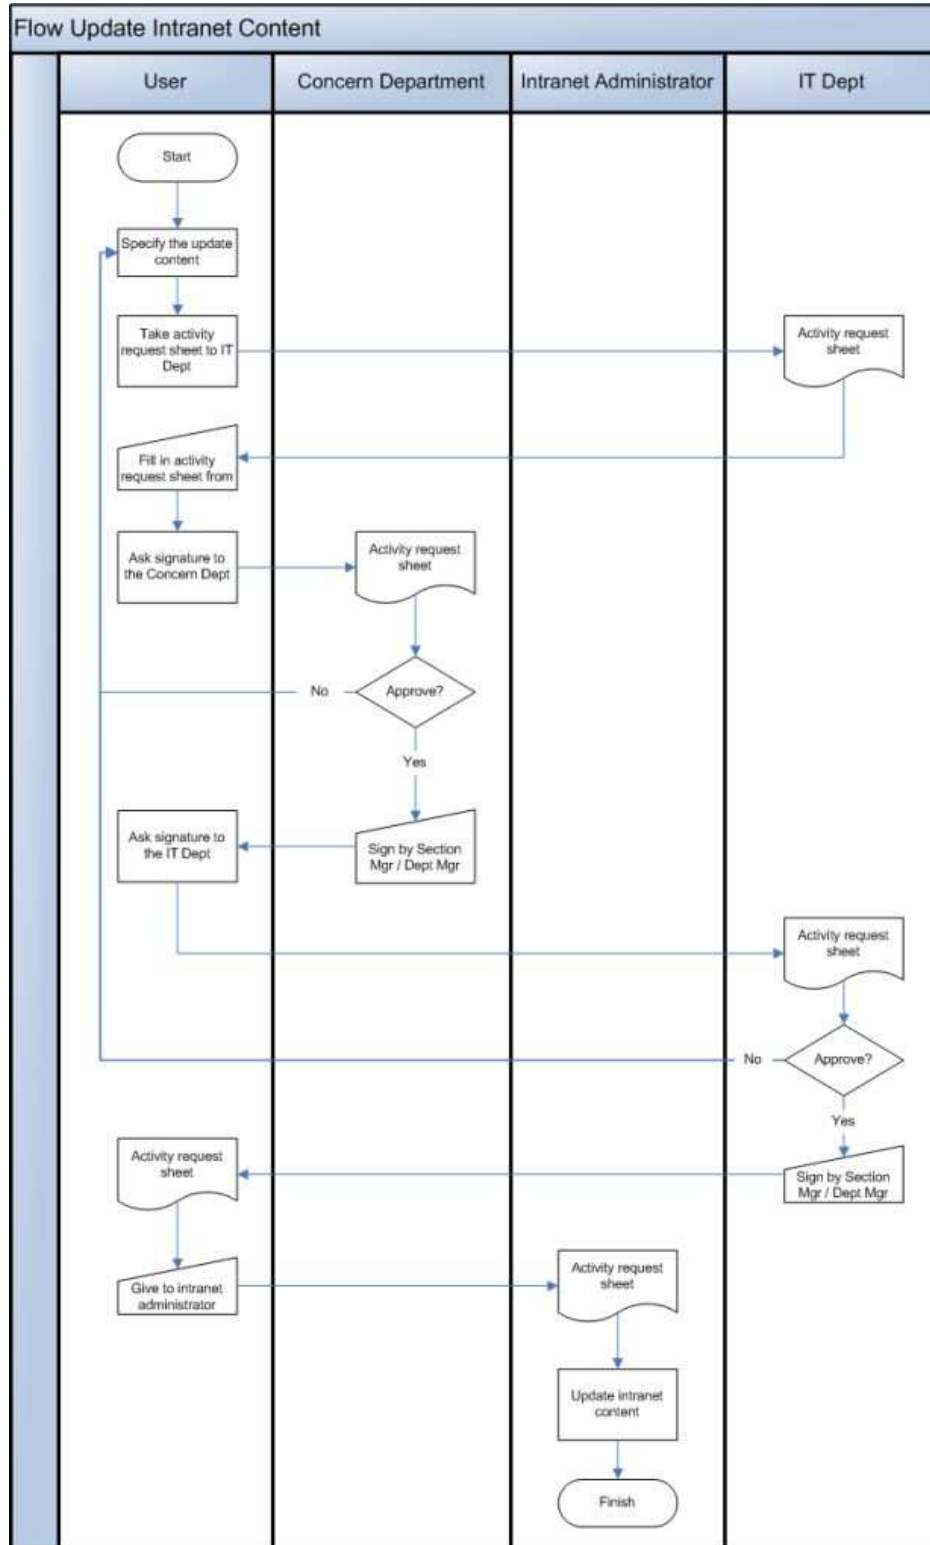 Flow Update Intranet Content
User
Concern Department
Intranet Administrator
IT Dept
Start
Specify the update
content
Take activity
request sheet to IT
Dept
Activity request
sheet
Fill in activity
request sheet from
Ask signature to
the Concern Dept
Activity request
sheet
No
Approve?
Yes
Ask signature to
the IT Dept
Sign by Section
Mgr / Dept Mgr
Activity request
sheet
No
Approve?
Yes
Activity request
sheet
Sign by Section
Mgr / Dept Mgr
Give to intranet
administrator
Activity request
sheet
Update intranet
content
Finish